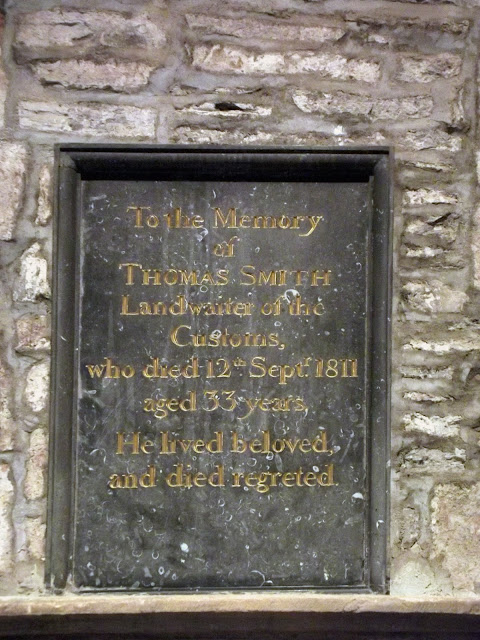 To the Memory
of
THOMAS SMITH
Landwaiter of the
Customs,
who died 12th Septr. 1811
aged 33 years,
He lived beloved,
and died regreted.